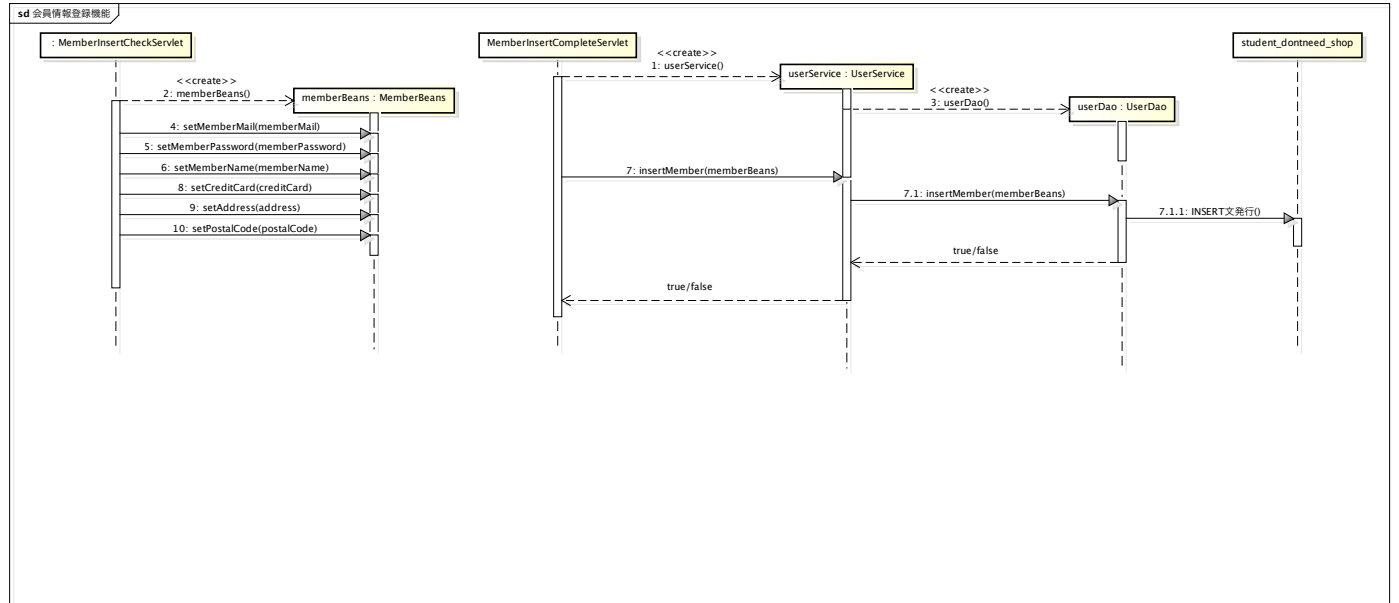 sd 会員情報登録機能
: MemberInsertCheckServlet
MemberInsertCompleteServlet
student_dontneed_shop
<<create>>
1: userService()
userService : UserService
<<create>>
2: memberBeans()
memberBeans : MemberBeans
<<create>>
3: userDao()
userDao : UserDao
4: setMemberMail(memberMail)
5: setMemberPassword(memberPassword)
6: setMemberName(memberName)
7: insertMember(memberBeans)
8: setCreditCard(creditCard)
7.1: insertMember(memberBeans)
9: setAddress(address)
7.1.1: INSERT文発行()
10: setPostalCode(postalCode)
true/false
true/false